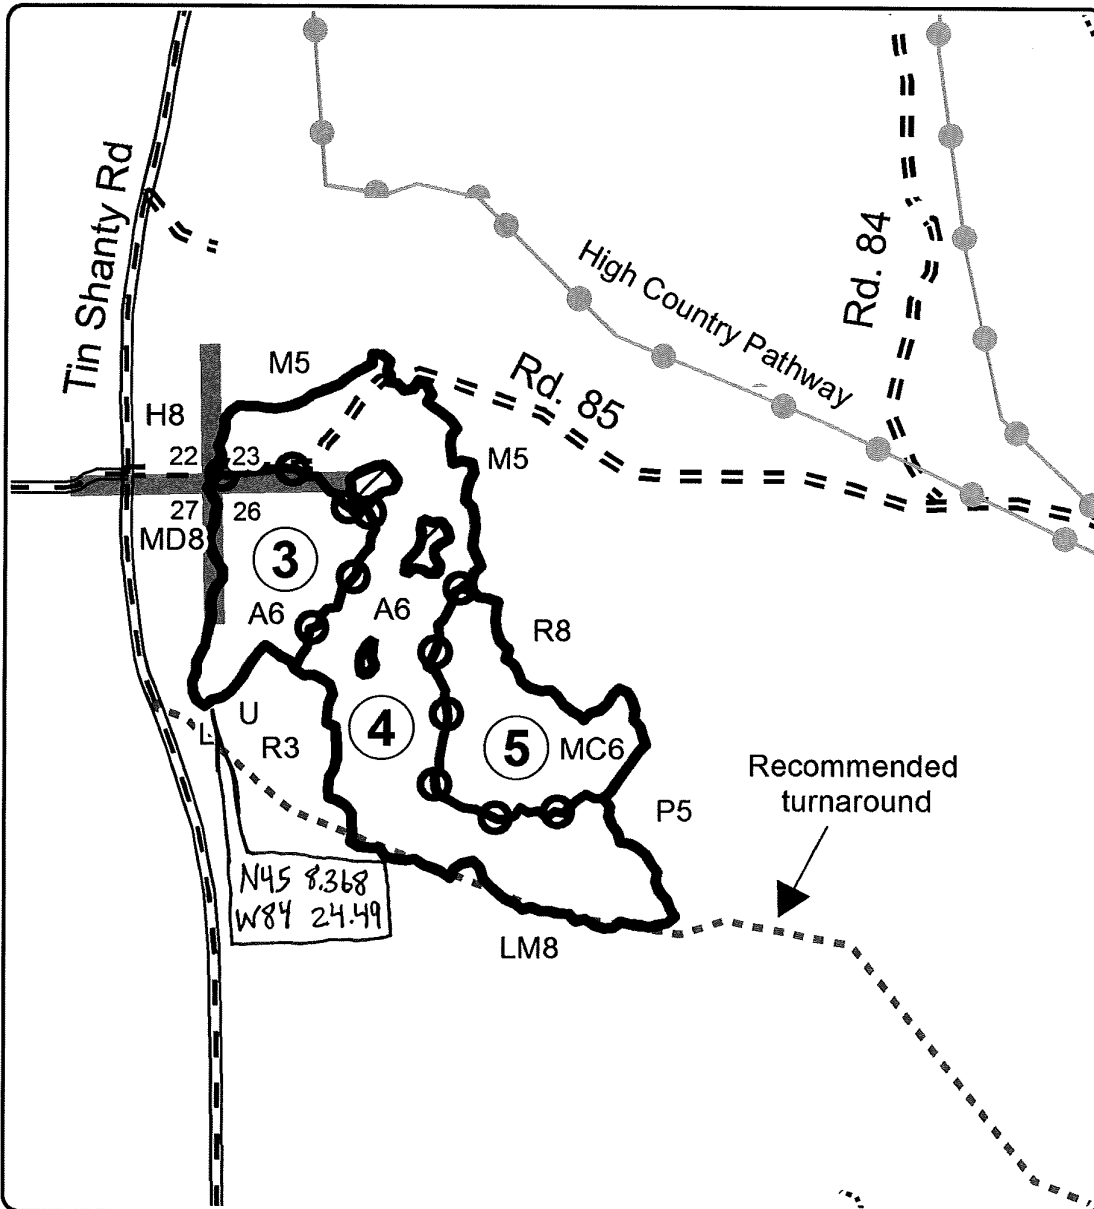 Tin Shanty Rd
High Country Pathway
Rd. 84
Rd. 85
M5
H8
22 23
M5
27 26
MD8
3
A6
A6
R8
U
4
5
MC6
L
R3
Recommended
turnaround
P5
N45 8.368
W84 24.49
LM8